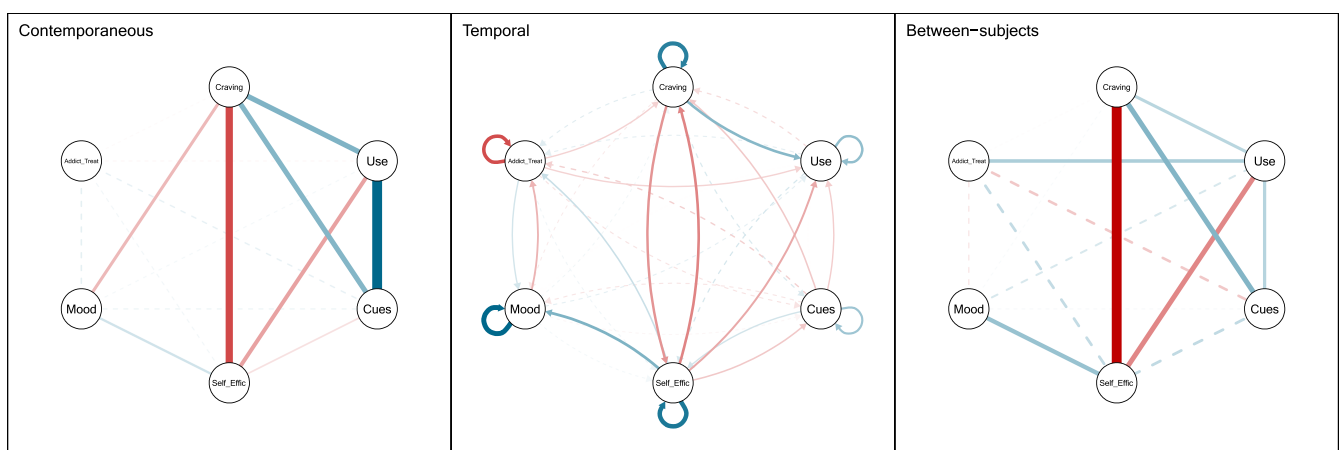 Contemporaneous
Craving
Addict_Treat
Use
Mood
Cues
Self_Effic
Temporal
Craving
Addict_Treat
Use
Mood
Cues
Self_Effic
Between−subjects
Craving
Addict_Treat
Use
Mood
Cues
Self_Effic